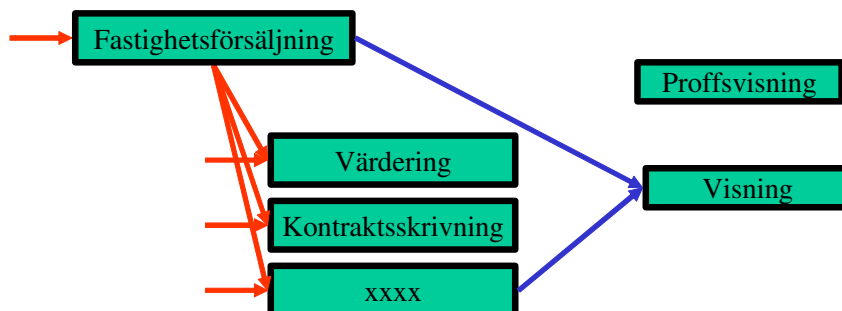 Fastighetsförsäljning
Proffsvisning
Värdering
Visning
Kontraktsskrivning
xxxx